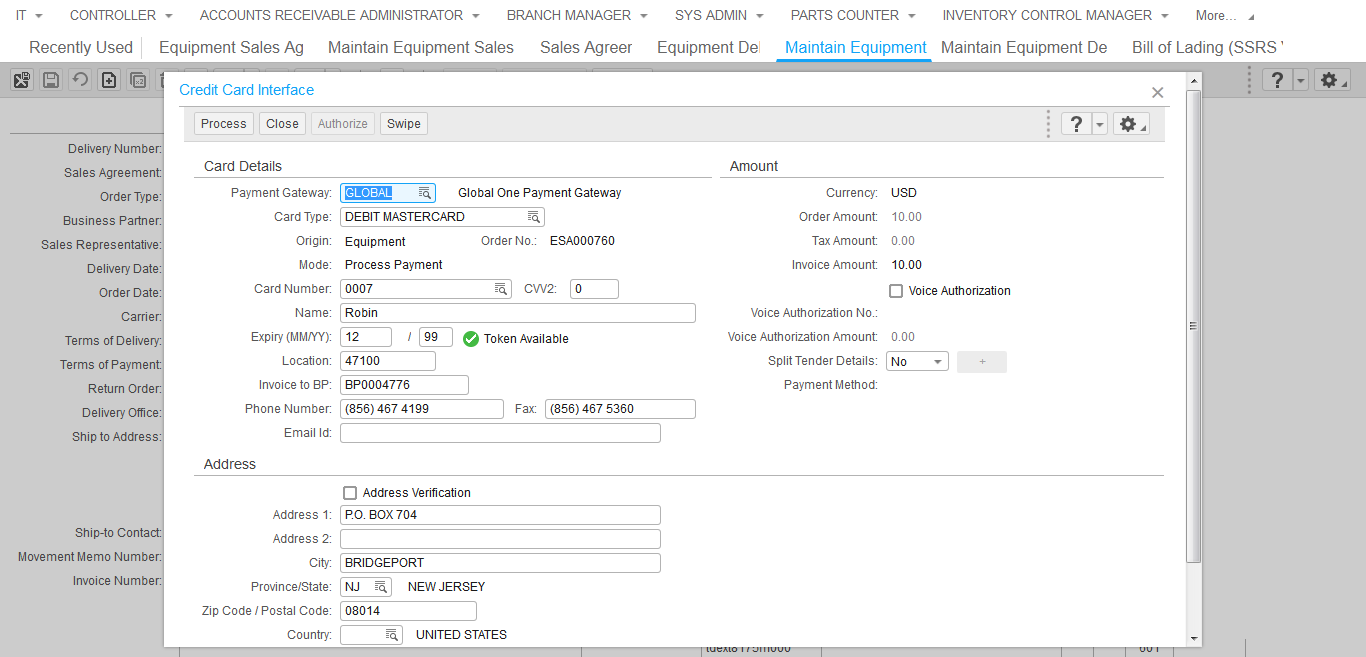 IT CONTROLLER ACCOUNTS RECEIVABLE ADMINISTRATOR BRANCH MANAGER SYS ADMIN PARTS COUNTER INVENTORY CONTROL MANAGER More...
Recently Used Equipment Sales Ag Maintain Equipment Sales Sales Agreer Equipment De Maintain Equipment Maintain Equipment De Bill of Lading (SSRS
Credit Card Interface
Process Close Authorize Swipe
Delivery Number:
Sales Agreement:
Order Type:
Business Partner:
Sales Representative:
Delivery Date:
Order Date:
Carrier:
Terms of Delivery:
Terms of Payment:
Return Order:
Delivery Office:
Ship to Address:
Ship-to Contact:
Movement Memo Number:
Invoice Number:
Card Details
Payment Gateway: GLOBAL Global One Payment Gateway
Card Type: DEBIT MASTERCARD
Origin: Equipment Order No.: ESA000760
Mode: Process Payment
Card Number: 0007 CVV2: 0
Name: Robin
Expiry (MM/YY): 12 / 99 Token Available
Location: 47100
Invoice to BP: BP0004776
Phone Number: (856) 467 4199 Fax: (856) 467 5360
Email Id:
Amount
Currency: USD
Order Amount: 10.00
Tax Amount: 0.00
Invoice Amount: 10.00
Voice Authorization
Voice Authorization No.:
Voice Authorization Amount: 0.00
Split Tender Details: No +
Payment Method:
Address
Address Verification
Address 1: P.O. BOX 704
Address 2:
City: BRIDGEPORT
Province/State: NJ NEW JERSEY
Zip Code / Postal Code: 08014
Country: UNITED STATES